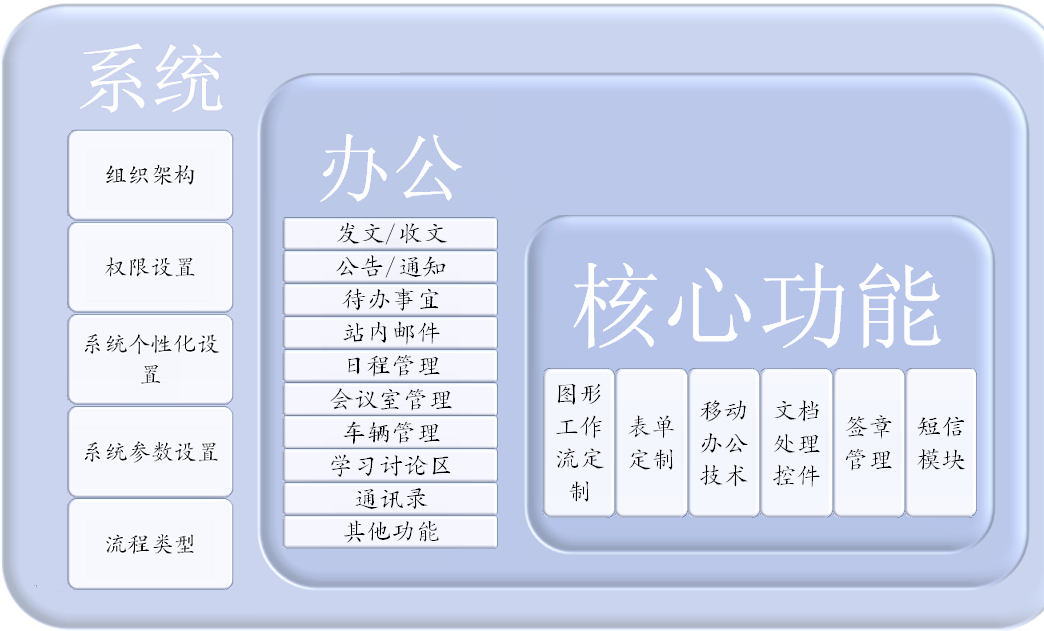 系统
组织架构
权限设置
系统个性化设
置
系统参数设置
流程类型
办公
发文/收文
公告/通知
待办事宜
站内邮件
日程管理
会议室管理
车辆管理
学习讨论区
通讯录
其他功能
核心功能
图形
工作
流定
制
表单
定制
移动
办公
技术
文档
处理
控件
签章
管理
短信
模块